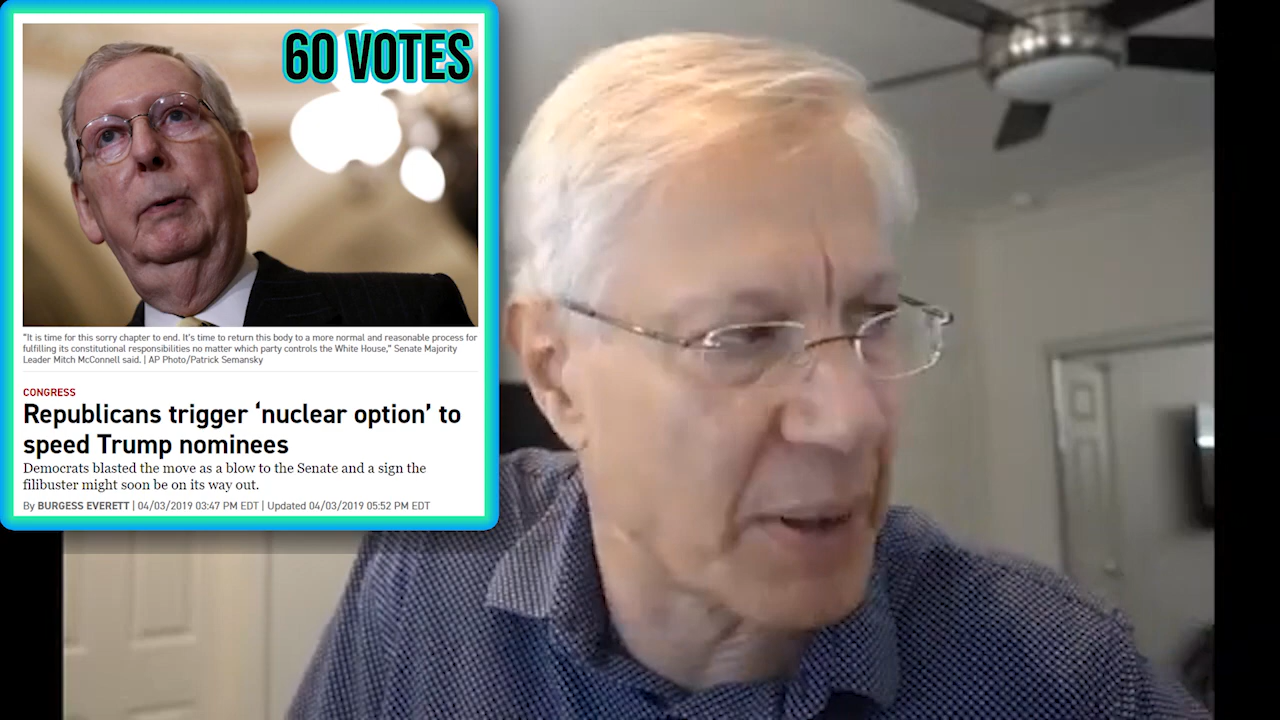 60 VOTES
"It is time for this sorry chapter to end. It's time to return this body to a more normal and reasonable process for
fulfilling its constitutional responsibilities no matter which party controls the White House," Senate Majority
Leader Mitch McConnell said. | AP Photo/Patrick Semansky
CONGRESS
Republicans trigger ‘nuclear option’ to
speed Trump nominees
Democrats blasted the move as a blow to the Senate and a sign the
filibuster might soon be on its way out.
By BURGESS EVERETT | 04/03/2019 03:47 PM EDT | Updated 04/03/2019 05:52 PM EDT